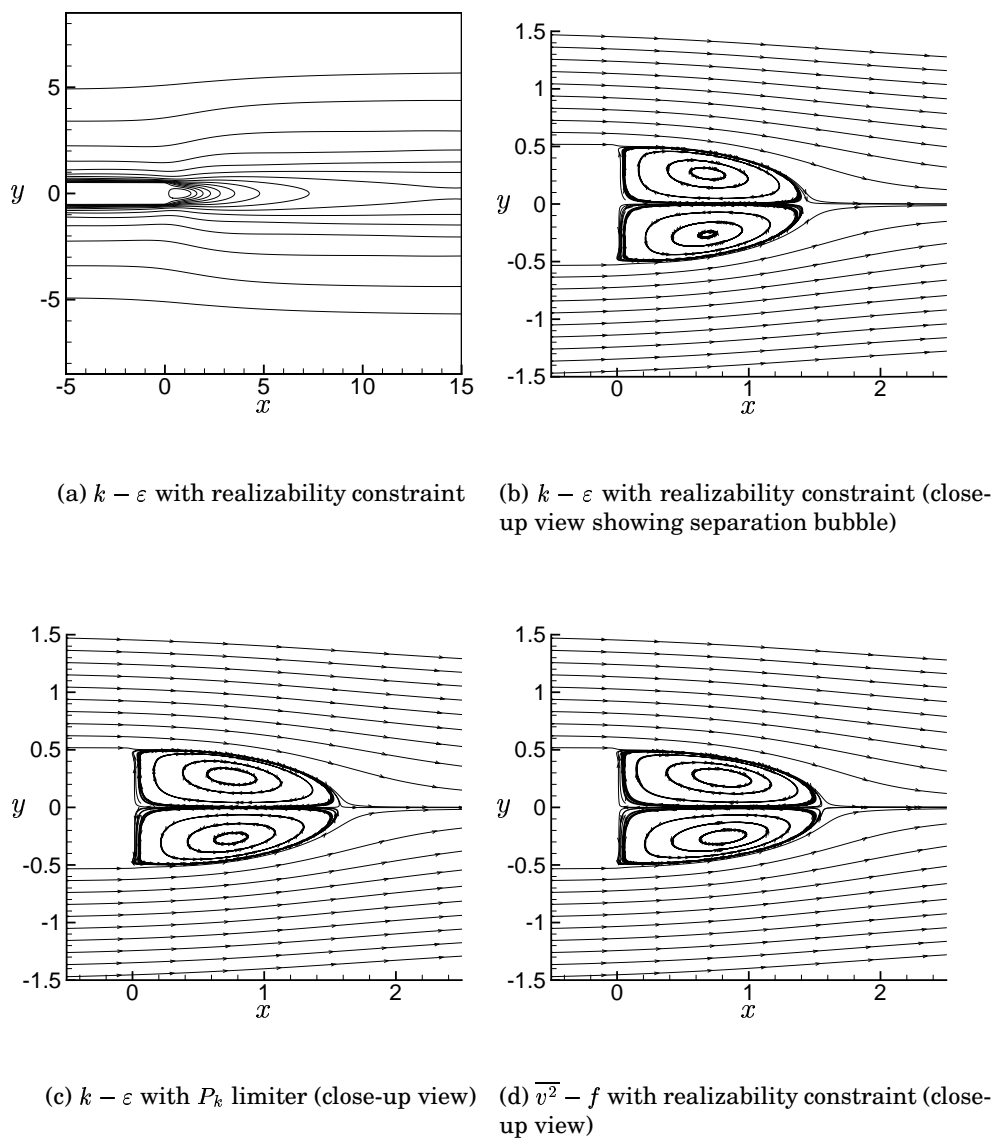 5
0
-5
y
-5 0 5 10 15
x
1.5
1
0.5
0
-0.5
-1
-1.5
y
0 1 2
x
(a) k − ε with realizability constraint
(b) k − ε with realizability constraint (close-
up view showing separation bubble)
1.5
1
0.5
0
-0.5
-1
-1.5
y
0 1 2
x
1.5
1
0.5
0
-0.5
-1
-1.5
y
0 1 2
x
(c) k − ε with P_k limiter (close-up view)
(d) \overline{v^2} − f with realizability constraint (close-
up view)